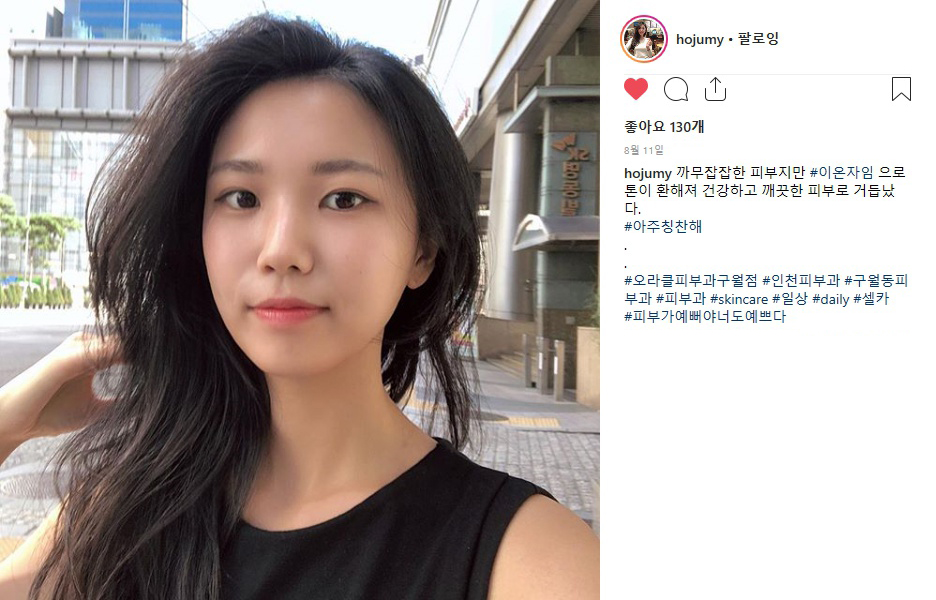 hojumy • 팔로잉
좋아요 130개
8월 11일
hojumy 까무잡잡한 피부지만 #이온자임 으로
톤이 환해져 건강하고 깨끗한 피부로 거듭났
다.
#아주칭찬해
.
.
#오라클피부과구월점 #인천피부과 #구월동피
부과 #피부과 #skincare #일상 #daily #셀카
#피부가예뻐야너도예쁘다
SK
명동빌